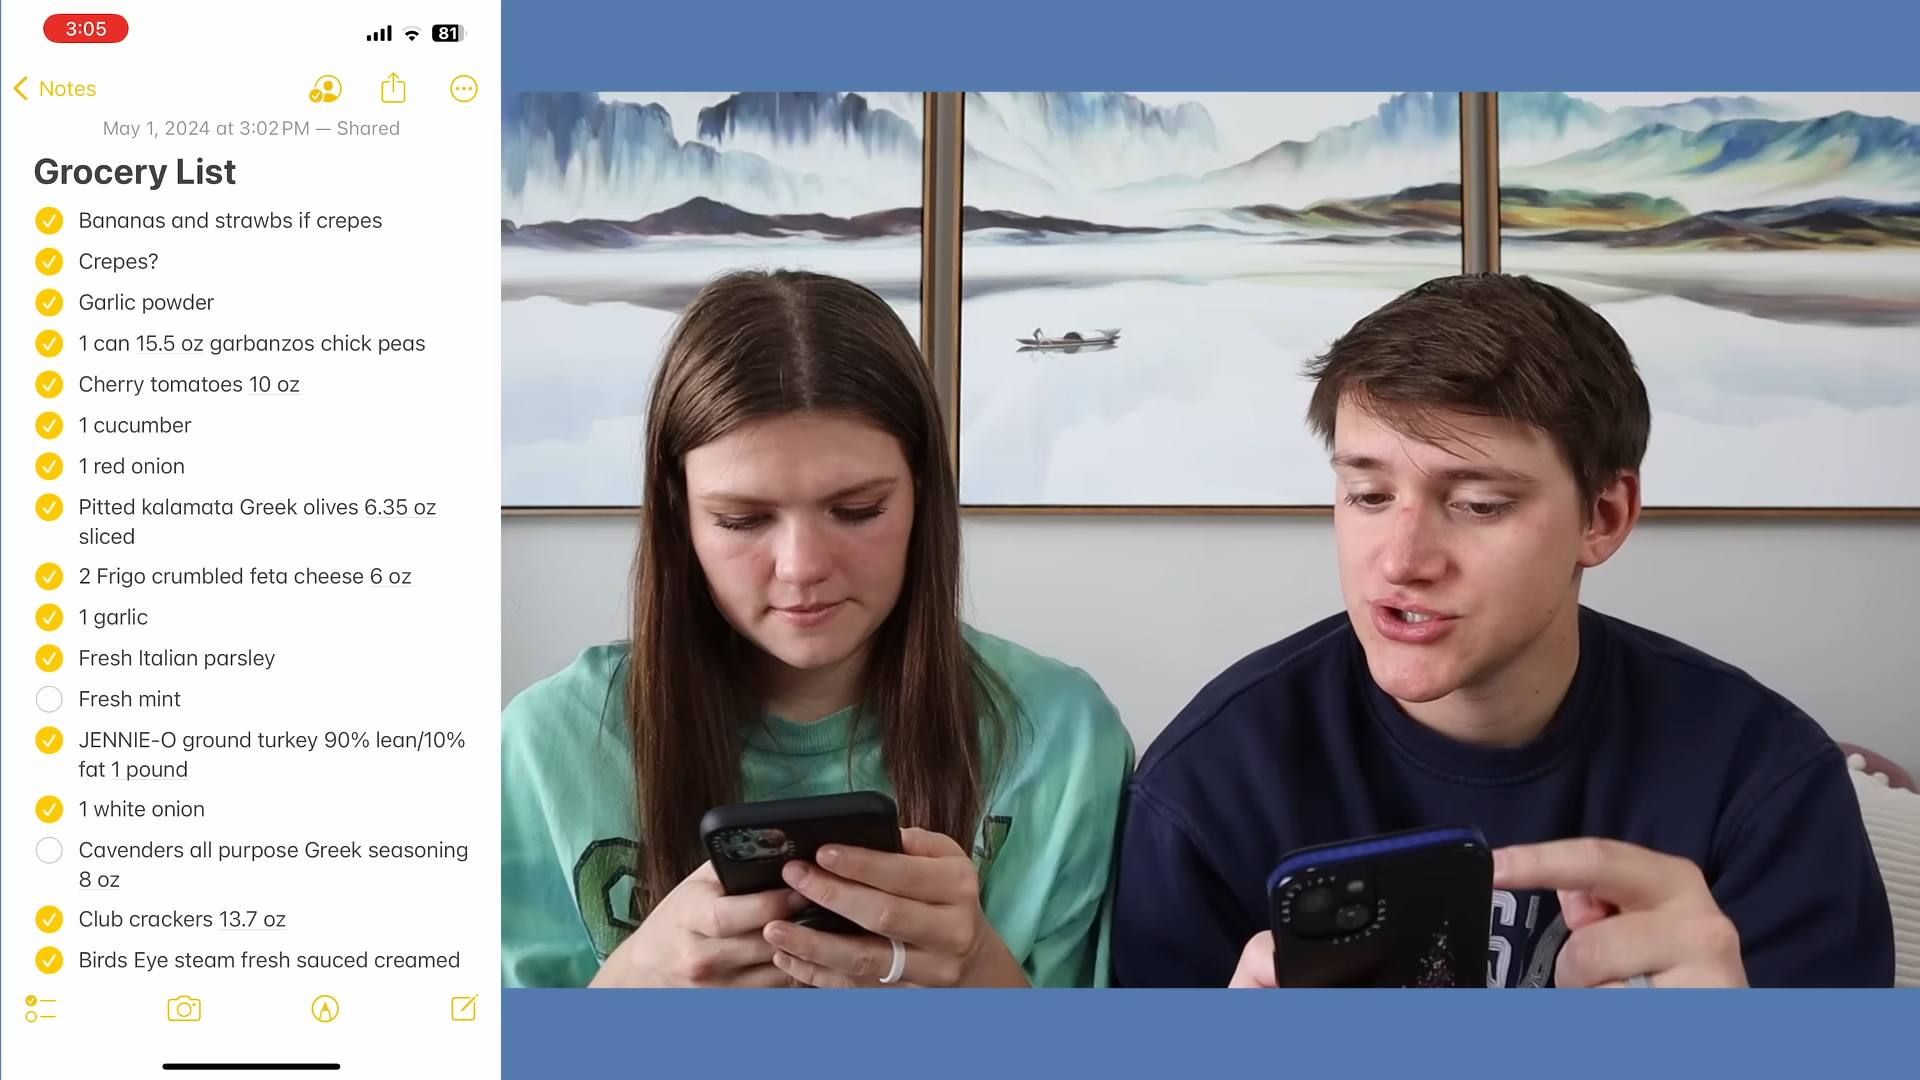 3:05
81
Notes
May 1, 2024 at 3:02 PM — Shared
Grocery List
Bananas and strawbs if crepes
Crepes?
Garlic powder
1 can 15.5 oz garbanzos chick peas
Cherry tomatoes 10 oz
1 cucumber
1 red onion
Pitted kalamata Greek olives 6.35 oz
sliced
2 Frigo crumbled feta cheese 6 oz
1 garlic
Fresh Italian parsley
Fresh mint
JENNIE-O ground turkey 90% lean/10%
fat 1 pound
1 white onion
Cavenders all purpose Greek seasoning
8 oz
Club crackers 13.7 oz
Birds Eye steam fresh sauced creamed